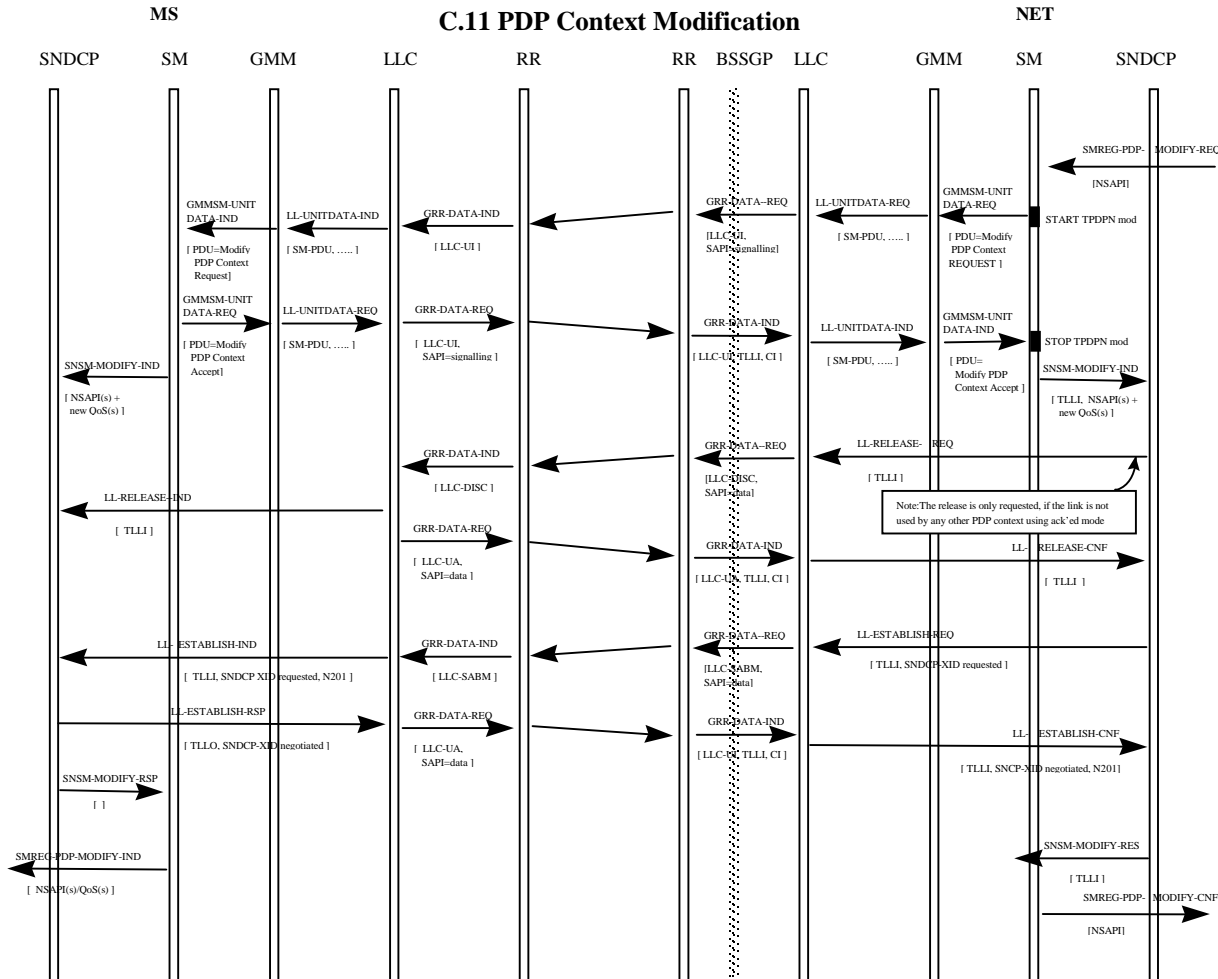 MS
C.11 PDP Context Modification
NET
SNDCP SM GMM LLC RR RR BSSGP LLC GMM SM SNDCP
SMREG-PDP- MODIFY-REQ
[NSAPI]
GMMSM-UNIT
DATA-IND
LL-UNITDATA-IND
GRR-DATA-IND
GRR-DATA--REQ
LL-UNITDATA-REQ
GMMSM-UNIT
DATA-REQ
START TPDPN mod
[ PDU=Modify
PDP Context
Request]
[ SM-PDU, ….. ]
[ LLC-UI ]
[LLC-UI,
SAPI=signalling]
[ SM-PDU, ….. ]
[ PDU=Modify
PDP Context
REQUEST ]
GMMSM-UNIT
DATA-REQ
LL-UNITDATA-REQ
GRR-DATA-REQ
GRR-DATA-IND
LL-UNITDATA-IND
GMMSM-UNIT
DATA-IND
STOP TPDPN mod
[ PDU=Modify
PDP Context
Accept]
[ SM-PDU, ….. ]
[ LLC-UI,
SAPI=signalling ]
[ LLC-UI, TLLI, CI ]
[ SM-PDU, ….. ]
[ PDU=
Modify PDP
Context Accept ]
SNSM-MODIFY-IND
[ NSAPI(s) +
new QoS(s) ]
SNSM-MODIFY-IND
[ TLLI, NSAPI(s) +
new QoS(s) ]
GRR-DATA-IND
[ LLC-DISC ]
GRR-DATA--REQ
[LLC-DISC,
SAPI=data]
LL-RELEASE- REQ
[ TLLI ]
Note:The release is only requested, if the link is not
used by any other PDP context using ack'ed mode
LL-RELEASE--IND
[ TLLI ]
GRR-DATA-REQ
[ LLC-UA,
SAPI=data ]
GRR-DATA-IND
[ LLC-UA, TLLI, CI ]
LL- RELEASE-CNF
[ TLLI ]
LL- ESTABLISH-IND
[ TLLI, SNDCP XID requested, N201 ]
GRR-DATA-IND
[ LLC-SABM ]
GRR-DATA--REQ
[LLC-SABM,
SAPI=data]
LL-ESTABLISH-REQ
[ TLLI, SNDCP-XID requested ]
LL-ESTABLISH-RSP
[ TLLO, SNDCP-XID negotiated ]
GRR-DATA-REQ
[ LLC-UA,
SAPI=data ]
GRR-DATA-IND
[ LLC-UI, TLLI, CI ]
LL- ESTABLISH-CNF
[ TLLI, SNCP-XID negotiated, N201]
SNSM-MODIFY-RSP
[ ]
SMREG-PDP-MODIFY-IND
[ NSAPI(s)/QoS(s) ]
SNSM-MODIFY-RES
[ TLLI ]
SMREG-PDP- MODIFY-CNF
[NSAPI]